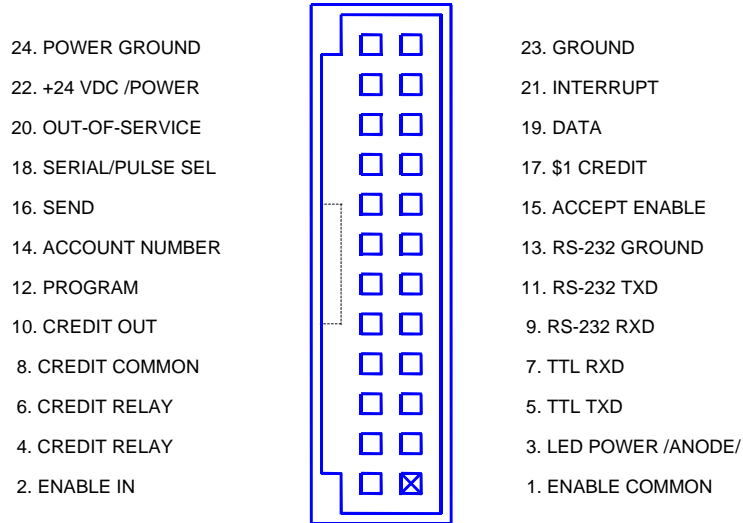 24. POWER GROUND 23. GROUND
22. +24 VDC /POWER 21. INTERRUPT
20. OUT-OF-SERVICE 19. DATA
18. SERIAL/PULSE SEL 17. $1 CREDIT
16. SEND 15. ACCEPT ENABLE
14. ACCOUNT NUMBER 13. RS-232 GROUND
12. PROGRAM 11. RS-232 TXD
10. CREDIT OUT 9. RS-232 RXD
8. CREDIT COMMON 7. TTL RXD
6. CREDIT RELAY 5. TTL TXD
4. CREDIT RELAY 3. LED POWER /ANODE/
2. ENABLE IN 1. ENABLE COMMON